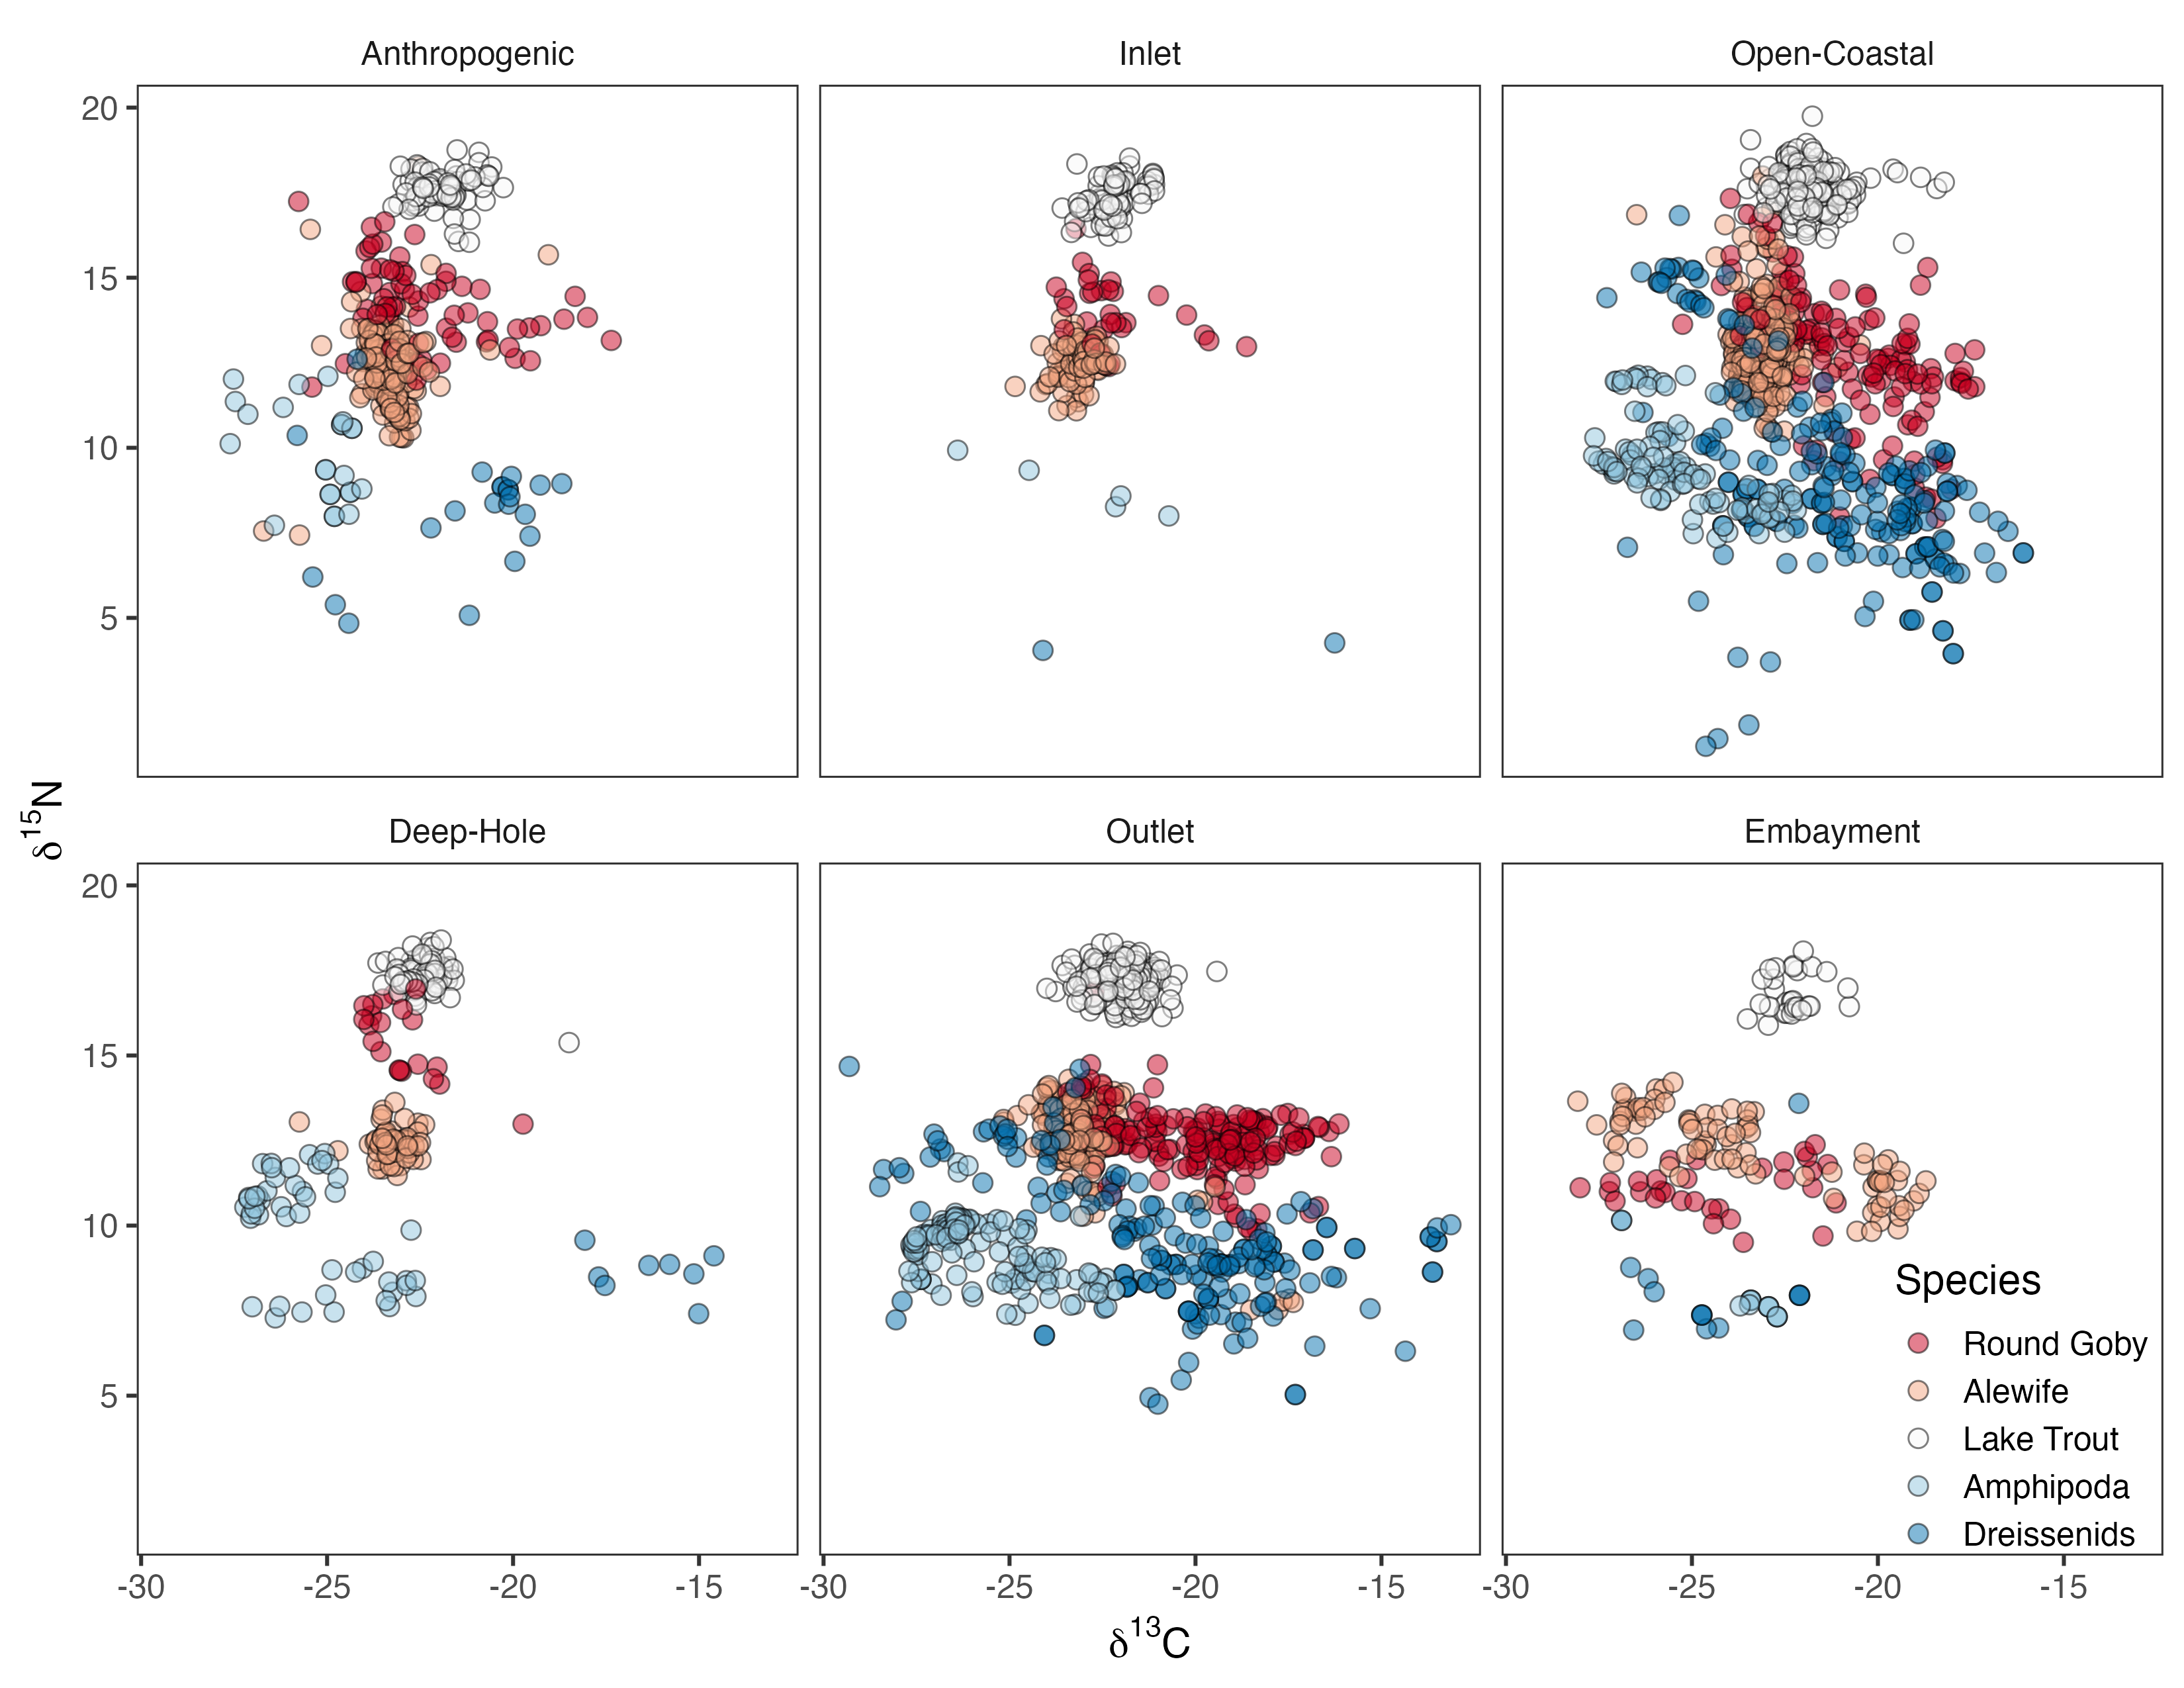 Anthropogenic
Inlet
Open-Coastal
20
15
10
5
δ15N
Deep-Hole
Outlet
Embayment
20
15
10
5
Species
Round Goby
Alewife
Lake Trout
Amphipoda
Dreissenids
-30 -25 -20 -15
-30 -25 -20 -15
-30 -25 -20 -15
δ13C